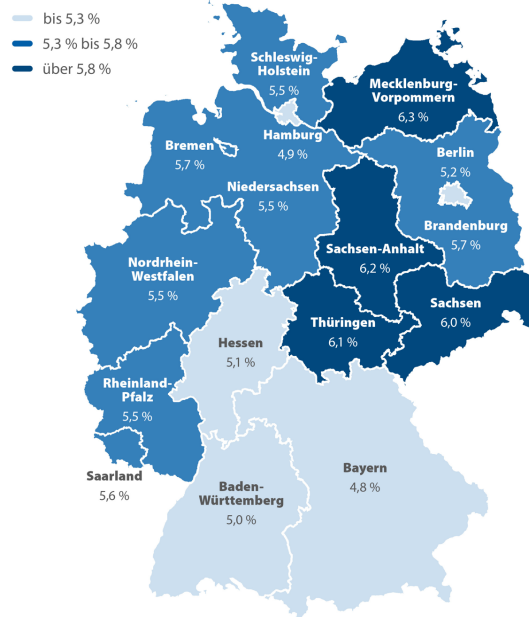 bis 5,3 %
5,3 % bis 5,8 %
über 5,8 %
Schleswig-
Holstein
5,5 %
Mecklenburg-
Vorpommern
6,3 %
Hamburg
4,9 %
Bremen
5,7 %
Berlin
5,2 %
Niedersachsen
5,5 %
Brandenburg
5,7 %
Sachsen-Anhalt
6,2 %
Nordrhein-
Westfalen
5,5 %
Sachsen
6,0 %
Thüringen
6,1 %
Hessen
5,1 %
Rheinland-
Pfalz
5,5 %
Saarland
5,6 %
Bayern
4,8 %
Baden-
Württemberg
5,0 %